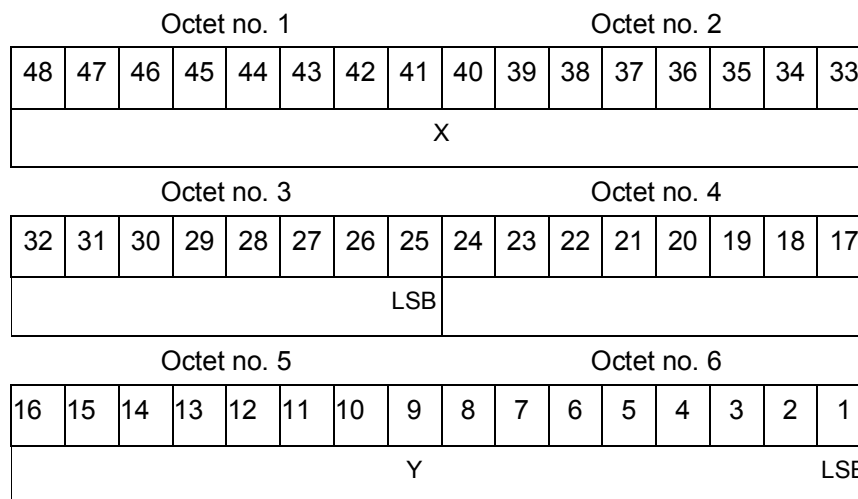 Octet no. 1 Octet no. 2
48 47 46 45 44 43 42 41 40 39 38 37 36 35 34 33
X
Octet no. 3 Octet no. 4
32 31 30 29 28 27 26 25 24 23 22 21 20 19 18 17
LSB
Octet no. 5 Octet no. 6
16 15 14 13 12 11 10 9 8 7 6 5 4 3 2 1
Y LSB